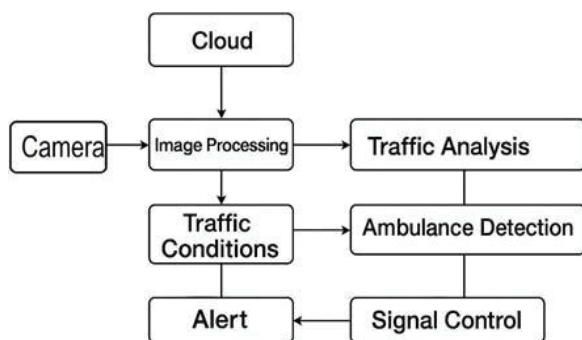 Cloud
Camera
Image Processing
Traffic Analysis
Traffic
Conditions
Ambulance Detection
Alert
Signal Control